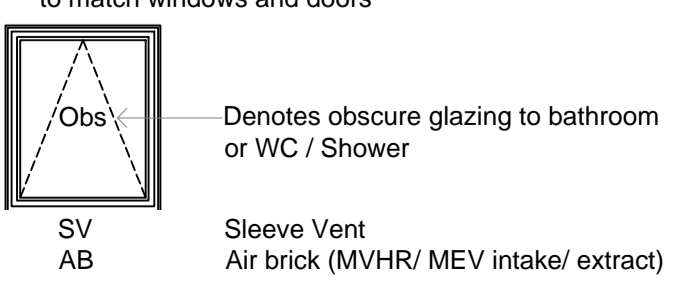 to match windows and doors
Obs
Denotes obscure glazing to bathroom
or WC / Shower
SV Sleeve Vent
AB Air brick (MVHR/ MEV intake/ extract)